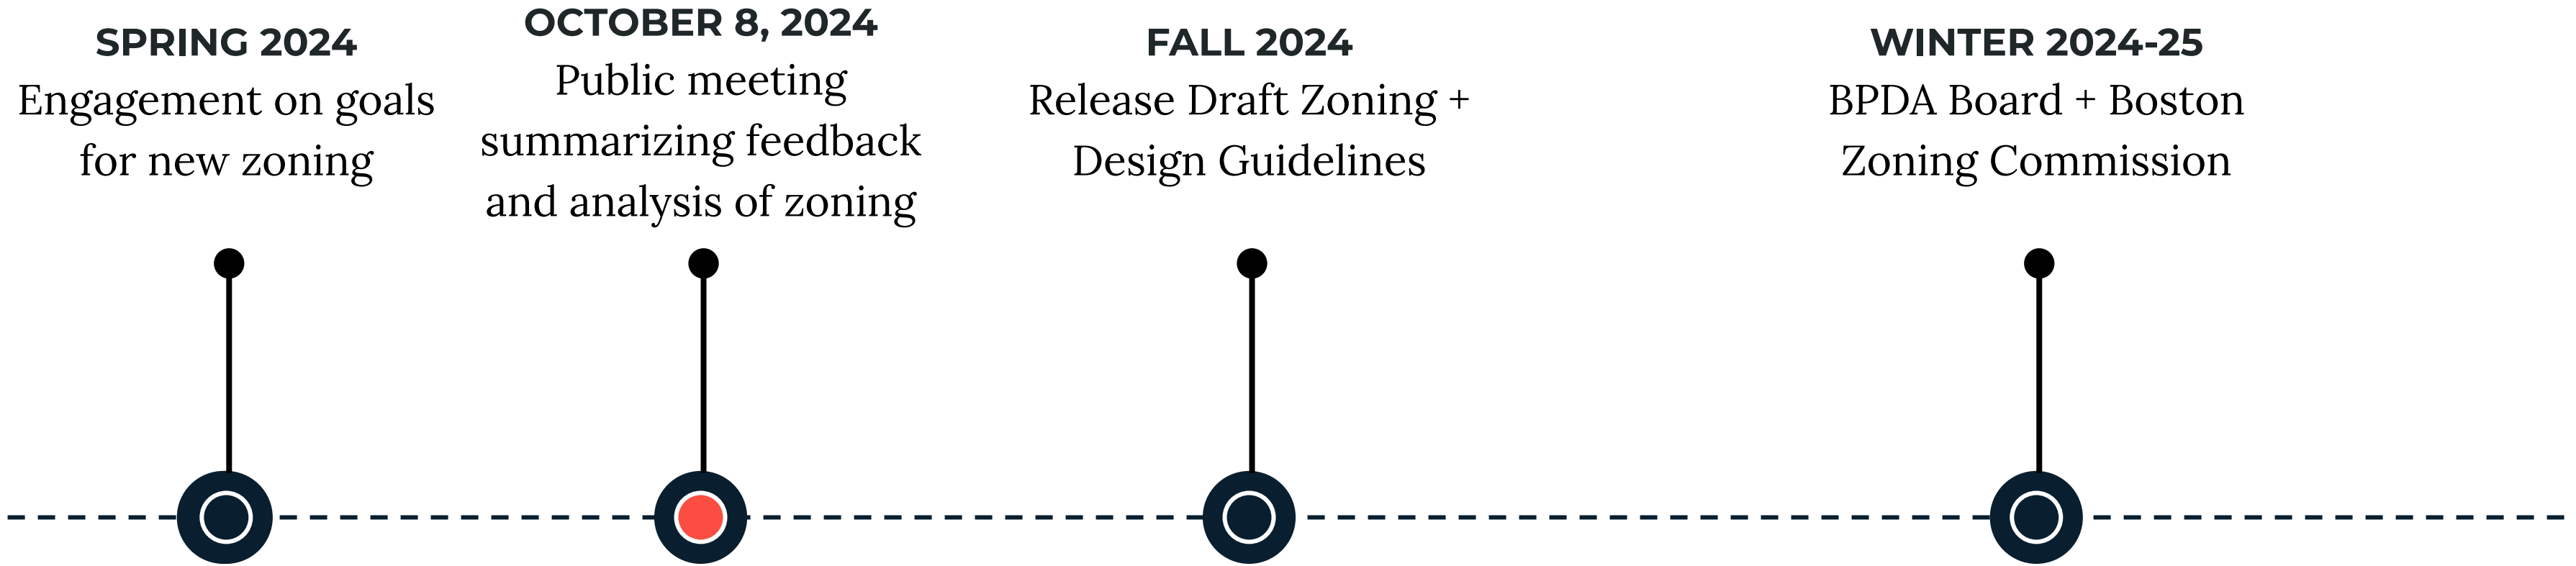 SPRING 2024
Engagement on goals
for new zoning
OCTOBER 8, 2024
Public meeting
summarizing feedback
and analysis of zoning
FALL 2024
Release Draft Zoning +
Design Guidelines
WINTER 2024-25
BPDA Board + Boston
Zoning Commission